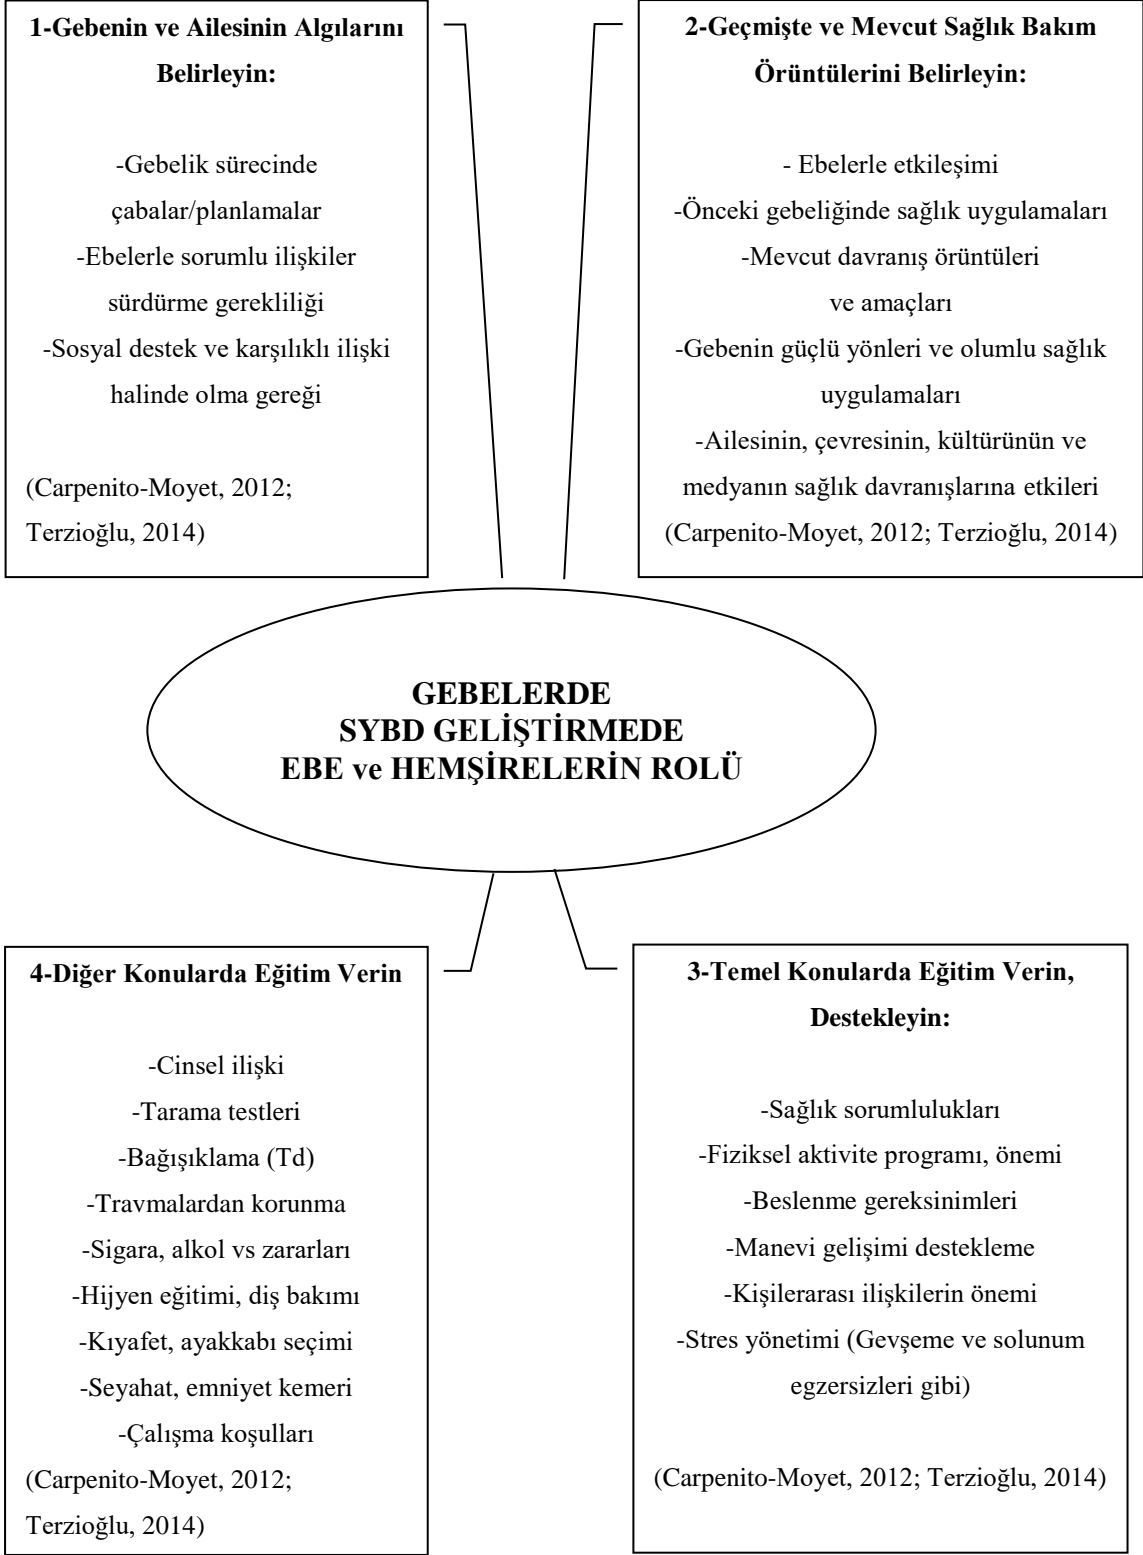 1-Gebenin ve Ailesinin Algılarını
Belirleyin:
-Gebelik sürecinde
çabalar/planlamalar
-Ebelerle sorumlu ilişkiler
sürdürme gerekliliği
-Sosyal destek ve karşılıklı ilişki
halinde olma gereği
(Carpenito-Moyet, 2012;
Terzioğlu, 2014)
2-Geçmişte ve Mevcut Sağlık Bakım
Örüntülerini Belirleyin:
- Ebelerle etkileşimi
-Önceki gebeliğinde sağlık uygulamaları
-Mevcut davranış örüntüleri
ve amaçları
-Gebenin güçlü yönleri ve olumlu sağlık
uygulamaları
-Ailesinin, çevresinin, kültürünün ve
medyanın sağlık davranışlarına etkileri
(Carpenito-Moyet, 2012; Terzioğlu, 2014)
GEBELERDE
SYBD GELİŞTİRMEDE
EBE ve HEMŞİRELERİN ROLÜ
4-Diğer Konularda Eğitim Verin
-Cinsel ilişki
-Tarama testleri
-Bağışıklama (Td)
-Travmalardan korunma
-Sigara, alkol vs zararları
-Hijyen eğitimi, diş bakımı
-Kıyafet, ayakkabı seçimi
-Seyahat, emniyet kemeri
-Çalışma koşulları
(Carpenito-Moyet, 2012;
Terzioğlu, 2014)
3-Temel Konularda Eğitim Verin,
Destekleyin:
-Sağlık sorumlulukları
-Fiziksel aktivite programı, önemi
-Beslenme gereksinimleri
-Manevi gelişimi destekleme
-Kişilerarası ilişkilerin önemi
-Stres yönetimi (Gevşeme ve solunum
egzersizleri gibi)
(Carpenito-Moyet, 2012; Terzioğlu, 2014)